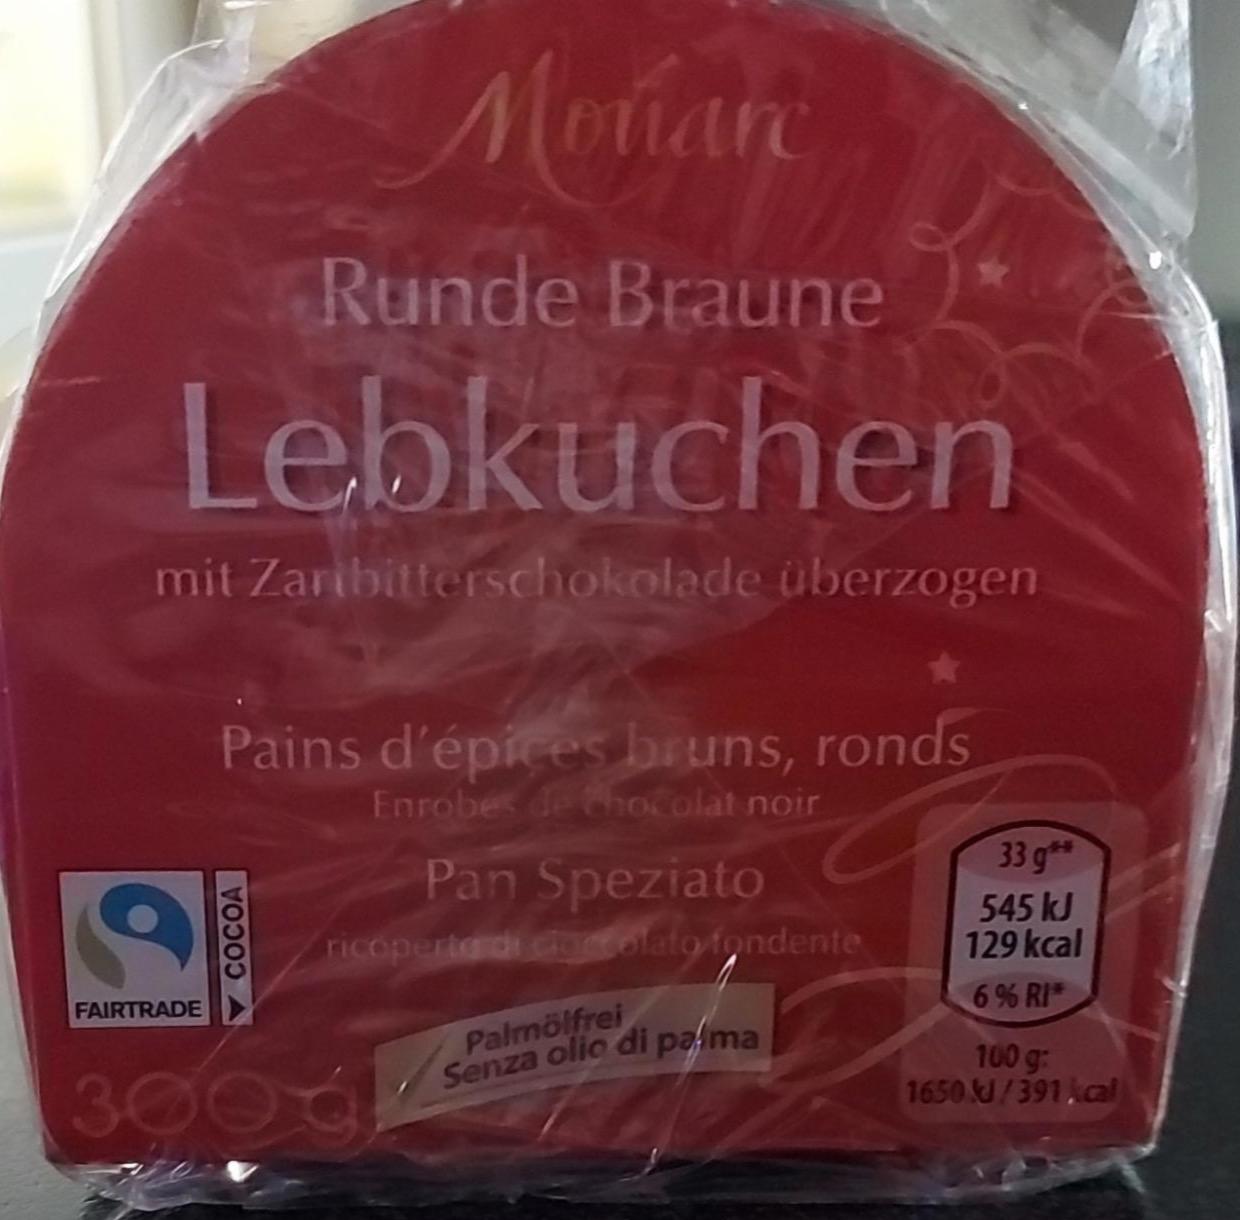 Monarc
Runde Braune
Lebkuchen
mit Zartbitterschokolade überzogen
Pains d'épices bruns, ronds
Enrobés de chocolat noir
Pan Speziato
ricoperto di cioccolato fondente
FAIRTRADE
COCOA
Palmölfrei
Senza olio di palma
300 g
33 g**
545 kJ
129 kcal
6 % RI*
100 g:
1650 kJ / 391 kcal